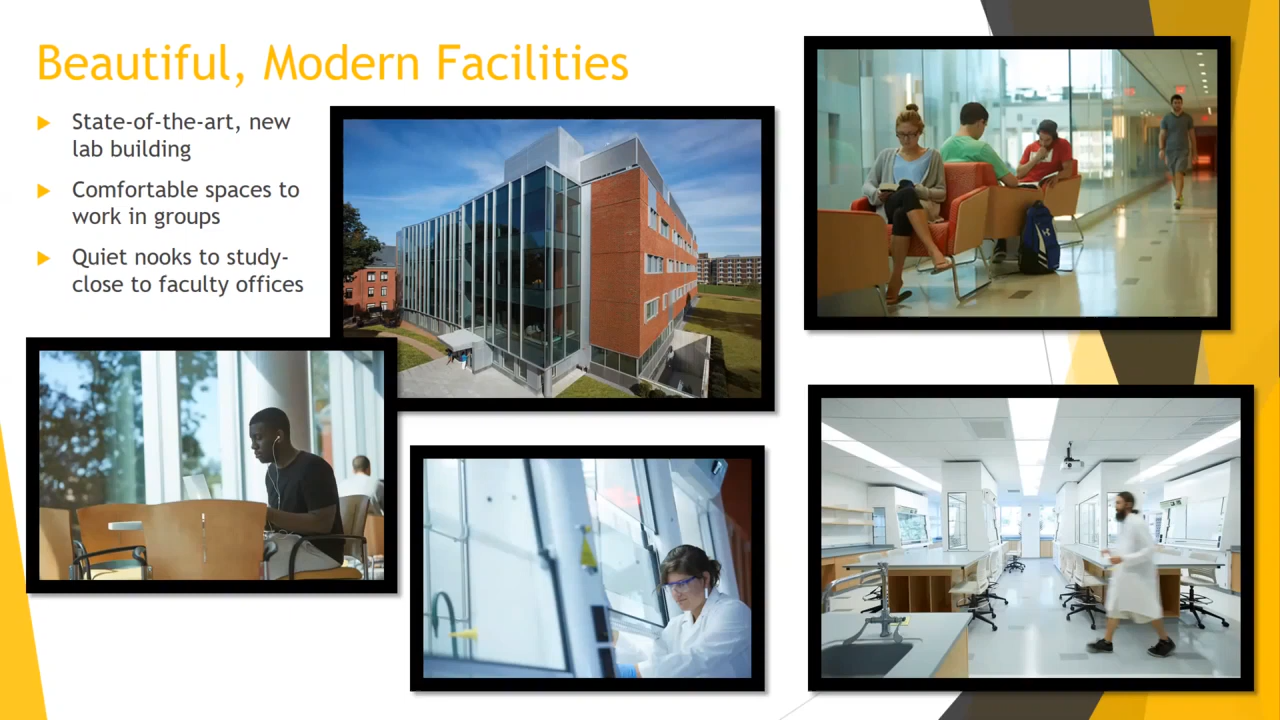 Beautiful, Modern Facilities
State-of-the-art, new
lab building
Comfortable spaces to
work in groups
Quiet nooks to study-
close to faculty offices